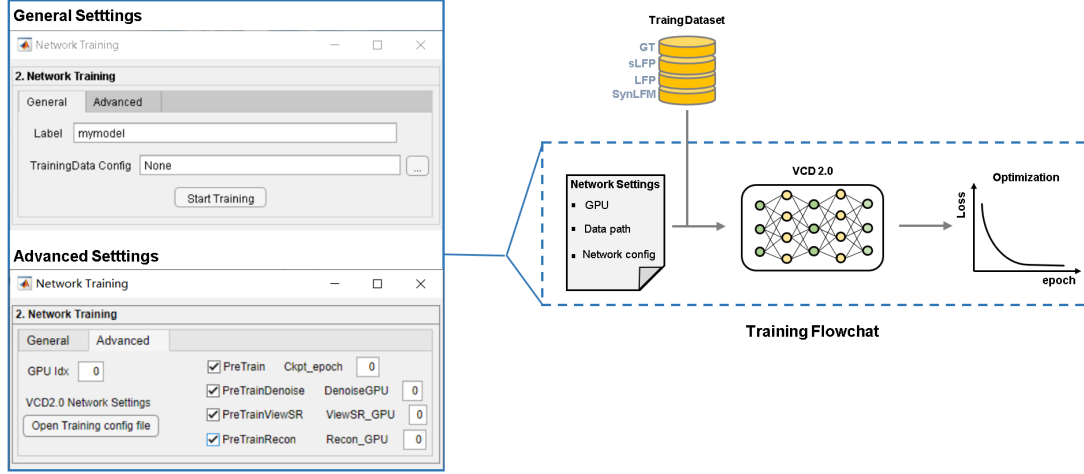 General Setttings
Network Training
2. Network Training
General Advanced
Label mymodel
TrainingData Config None ...
Start Training
Advanced Setttings
Network Training
2. Network Training
General Advanced
GPU Idx 0
VCD2.0 Network Settings
Open Training config file
PreTrain Ckpt_epoch 0
PreTrainDenoise DenoiseGPU 0
PreTrainViewSR ViewSR_GPU 0
PreTrainRecon Recon_GPU 0
TraingDataset
GT
sLFP
LFP
SynLFM
Network Settings
▪ GPU
▪ Data path
▪ Network config
VCD 2.0
Optimization
Loss
epoch
Training Flowchat